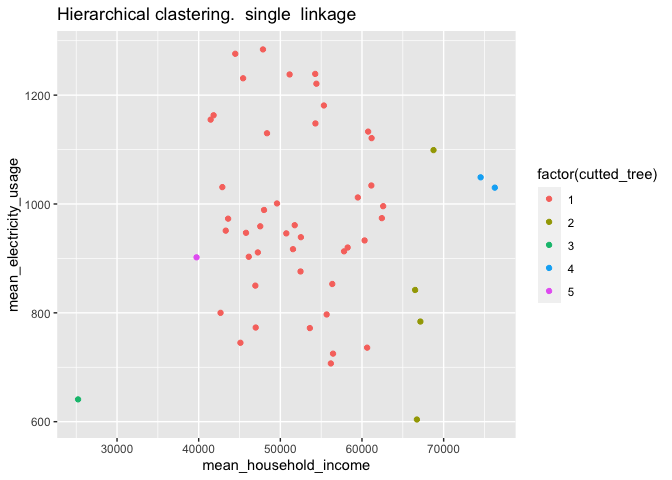 Hierarchical clastering.  single  linkage
1200
1000
800
600
mean_electricity_usage
30000 40000 50000 60000 70000
mean_household_income
factor(cutted_tree)
1
2
3
4
5